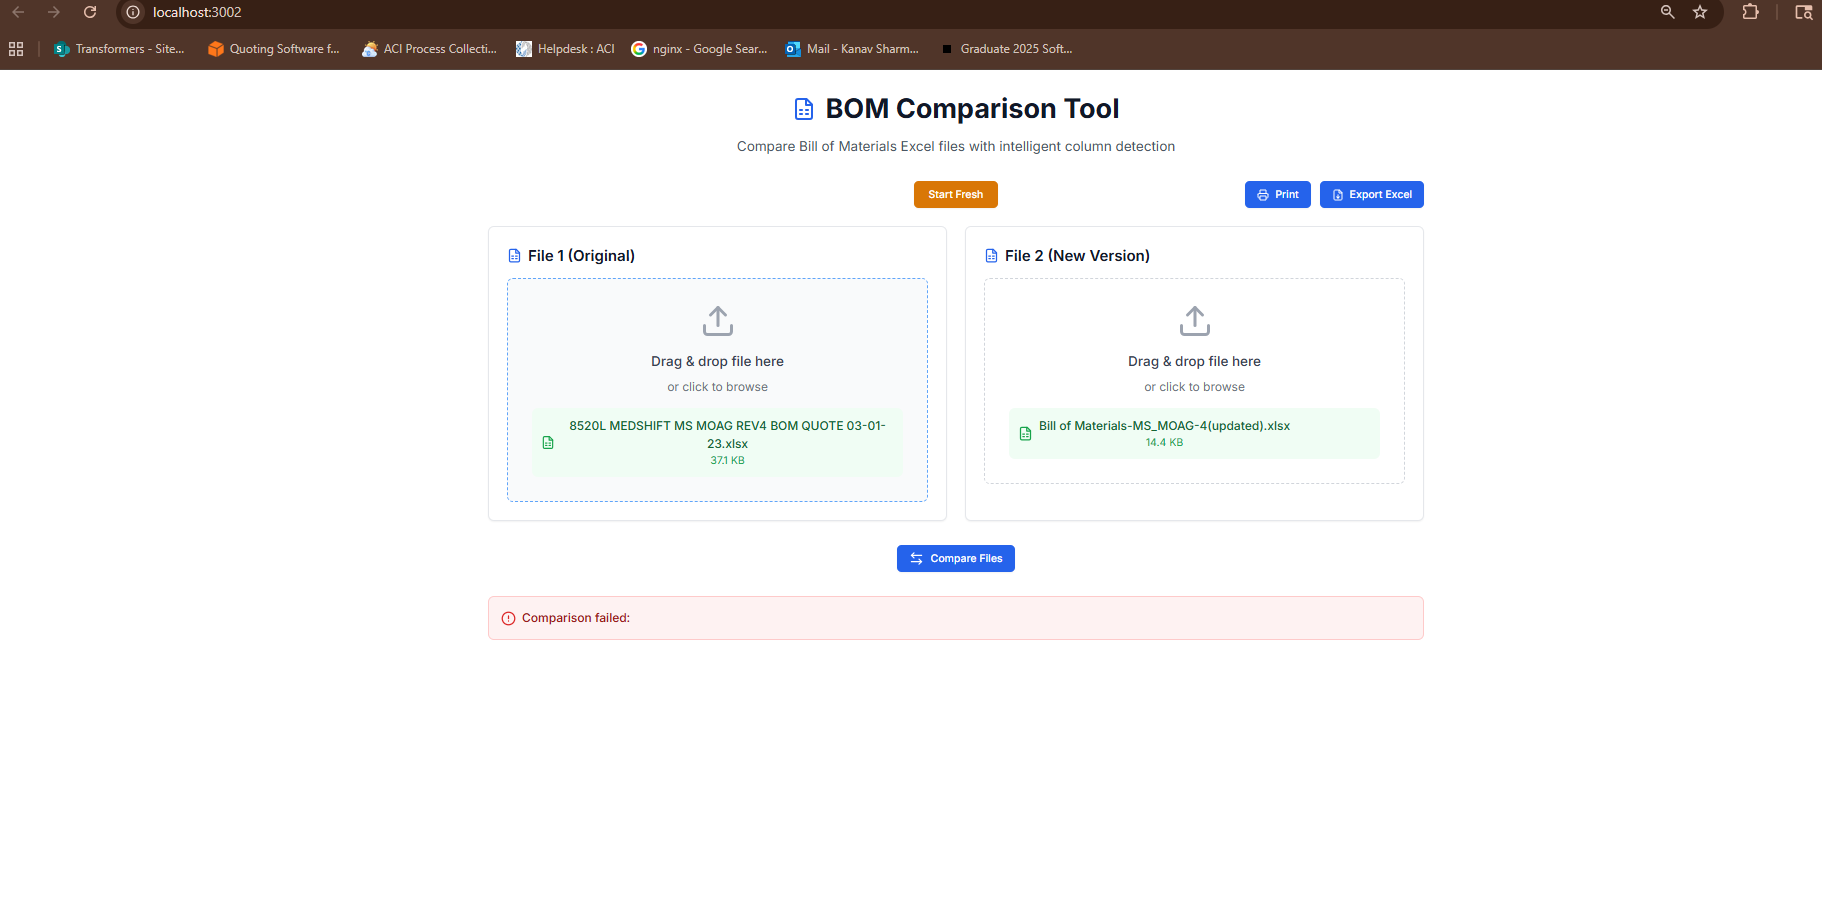 localhost:3002
Transformers - Site...
Quoting Software f...
ACI Process Collecti...
Helpdesk : ACI
nginx - Google Sear...
Mail - Kanav Sharm...
Graduate 2025 Soft...
BOM Comparison Tool
Compare Bill of Materials Excel files with intelligent column detection
Start Fresh
Print
Export Excel
File 1 (Original)
Drag & drop file here
or click to browse
8520L MEDSHIFT MS MOAG REV4 BOM QUOTE 03-01-
23.xlsx
37.1 KB
File 2 (New Version)
Drag & drop file here
or click to browse
Bill of Materials-MS_MOAG-4(updated).xlsx
14.4 KB
Compare Files
Comparison failed: